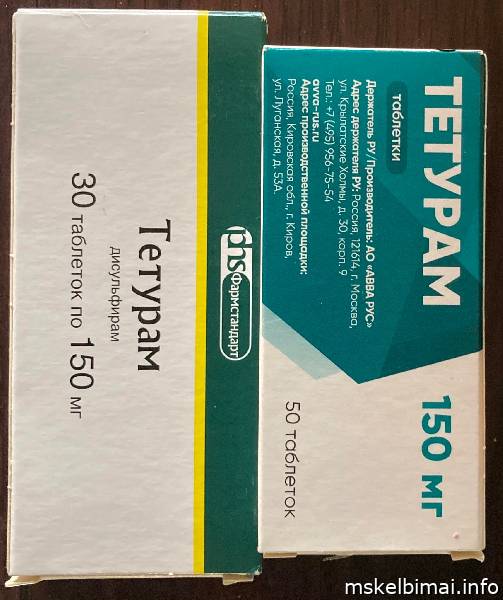 Тетурам
дисульфирам
30 таблеток по 150 мг
phs Фармстандарт
ТЕТУРАМ
таблетки
150 мг
50 таблеток
Держатель РУ/Производитель: АО «АВВА РУС»
Адрес держателя РУ: Россия, 121614, г. Москва,
ул. Крылатские Холмы, д. 30, корп. 9
Тел.: +7 (495) 956-75-54
avva-rus.ru
Адрес производственной площадки:
Россия, Кировская обл., г. Киров,
ул. Луганская, д. 53А.
mskelbimai.info